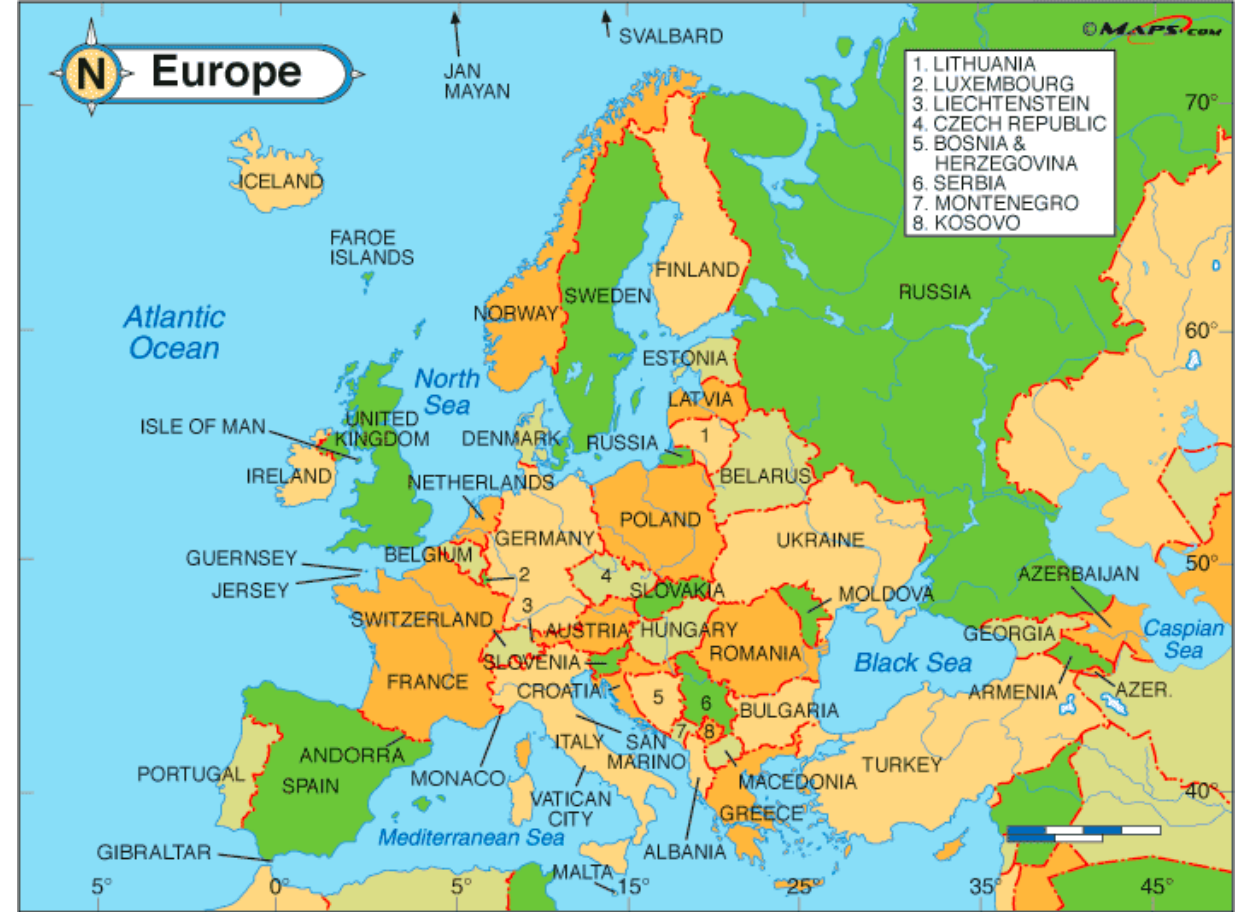 SVALBARD
© MAPS.COM
N Europe
JAN
MAYAN
1. LITHUANIA
2. LUXEMBOURG
3. LIECHTENSTEIN
4. CZECH REPUBLIC
5. BOSNIA &
HERZEGOVINA
6. SERBIA
7. MONTENEGRO
8. KOSOVO
70°
ICELAND
FAROE
ISLANDS
FINLAND
SWEDEN
RUSSIA
NORWAY
Atlantic
Ocean
60°
ESTONIA
North
Sea
LATVIA
ISLE OF MAN
UNITED
KINGDOM
DENMARK
RUSSIA
1
IRELAND
NETHERLANDS
BELARUS
POLAND
GERMANY
UKRAINE
BELGIUM
GUERNSEY
JERSEY
50°
2
4
AZERBAIJAN
SLOVAKIA
MOLDOVA
3
SWITZERLAND
AUSTRIA
HUNGARY
GEORGIA
Caspian
Sea
ROMANIA
Black Sea
SLOVENIA
FRANCE
CROATIA
5
6
ARMENIA
AZER.
BULGARIA
7
8
ITALY
SAN
MARINO
ANDORRA
MONACO
TURKEY
PORTUGAL
SPAIN
MACEDONIA
VATICAN
CITY
40°
GREECE
Mediterranean Sea
GIBRALTAR
ALBANIA
MALTA
5°
0°
5°
15°
25°
35°
45°